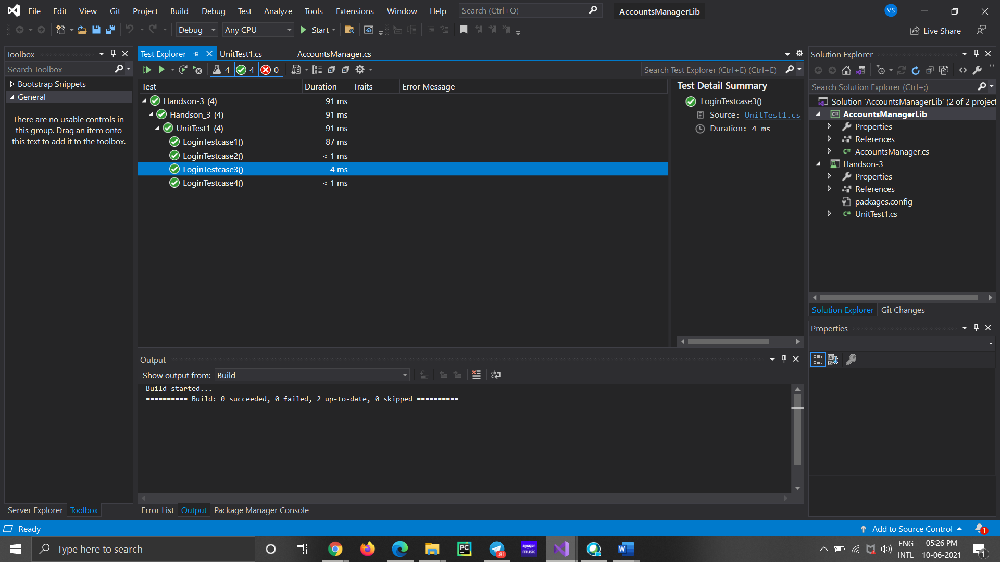 File Edit View Git Project Build Debug Test Analyze Tools Extensions Window Help Search (Ctrl+Q) AccountsManagerLib VS
Debug Any CPU Start Live Share
Toolbox
Search Toolbox
Bootstrap Snippets
General
There are no usable controls in
this group. Drag an item onto
this text to add it to the toolbox.
Server Explorer Toolbox
Test Explorer UnitTest1.cs AccountsManager.cs
4 4 0 Search Test Explorer (Ctrl+E) (Ctrl+E)
Test Duration Traits Error Message
Handson-3 (4) 91 ms
Handson_3 (4) 91 ms
UnitTest1 (4) 91 ms
LoginTestcase1() 87 ms
LoginTestcase2() < 1 ms
LoginTestcase3() 4 ms
LoginTestcase4() < 1 ms
Test Detail Summary
LoginTestcase3()
Source: UnitTest1.cs
Duration: 4 ms
Output
Show output from: Build
Build started...
========== Build: 0 succeeded, 0 failed, 2 up-to-date, 0 skipped ==========
Error List Output Package Manager Console
Solution Explorer
Search Solution Explorer (Ctrl+;)
Solution 'AccountsManagerLib' (2 of 2 project
AccountsManagerLib
Properties
References
C# AccountsManager.cs
Handson-3
Properties
References
packages.config
C# UnitTest1.cs
Solution Explorer Git Changes
Properties
Ready Add to Source Control 1
Type here to search PC 81 amazon music ENG 05:26 PM
INTL 10-06-2021 1